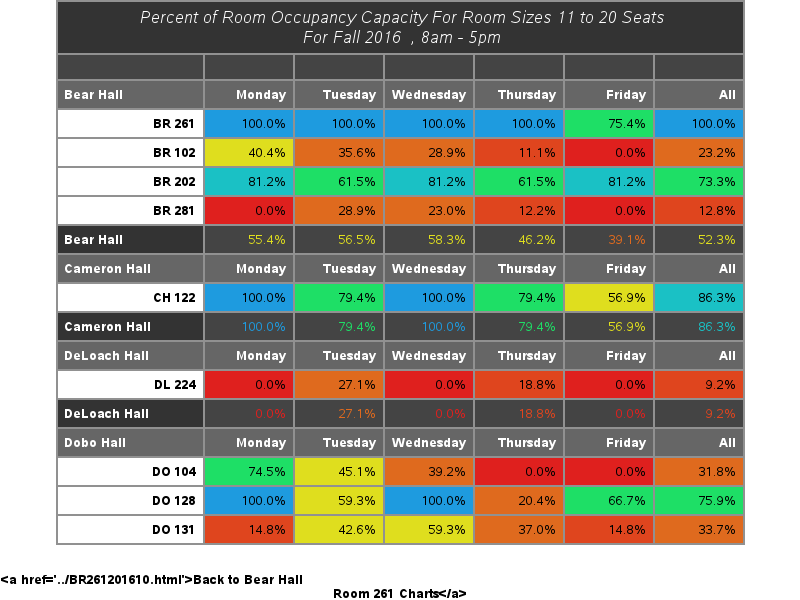 Percent of Room Occupancy Capacity For Room Sizes 11 to 20 Seats
For Fall 2016 , 8am - 5pm
Bear Hall Monday Tuesday Wednesday Thursday Friday All
BR 261 100.0% 100.0% 100.0% 100.0% 75.4% 100.0%
BR 102 40.4% 35.6% 28.9% 11.1% 0.0% 23.2%
BR 202 81.2% 61.5% 81.2% 61.5% 81.2% 73.3%
BR 281 0.0% 28.9% 23.0% 12.2% 0.0% 12.8%
Bear Hall 55.4% 56.5% 58.3% 46.2% 39.1% 52.3%
Cameron Hall Monday Tuesday Wednesday Thursday Friday All
CH 122 100.0% 79.4% 100.0% 79.4% 56.9% 86.3%
Cameron Hall 100.0% 79.4% 100.0% 79.4% 56.9% 86.3%
DeLoach Hall Monday Tuesday Wednesday Thursday Friday All
DL 224 0.0% 27.1% 0.0% 18.8% 0.0% 9.2%
DeLoach Hall 0.0% 27.1% 0.0% 18.8% 0.0% 9.2%
Dobo Hall Monday Tuesday Wednesday Thursday Friday All
DO 104 74.5% 45.1% 39.2% 0.0% 0.0% 31.8%
DO 128 100.0% 59.3% 100.0% 20.4% 66.7% 75.9%
DO 131 14.8% 42.6% 59.3% 37.0% 14.8% 33.7%
<a href='../BR261201610.html'>Back to Bear Hall
Room 261 Charts</a>